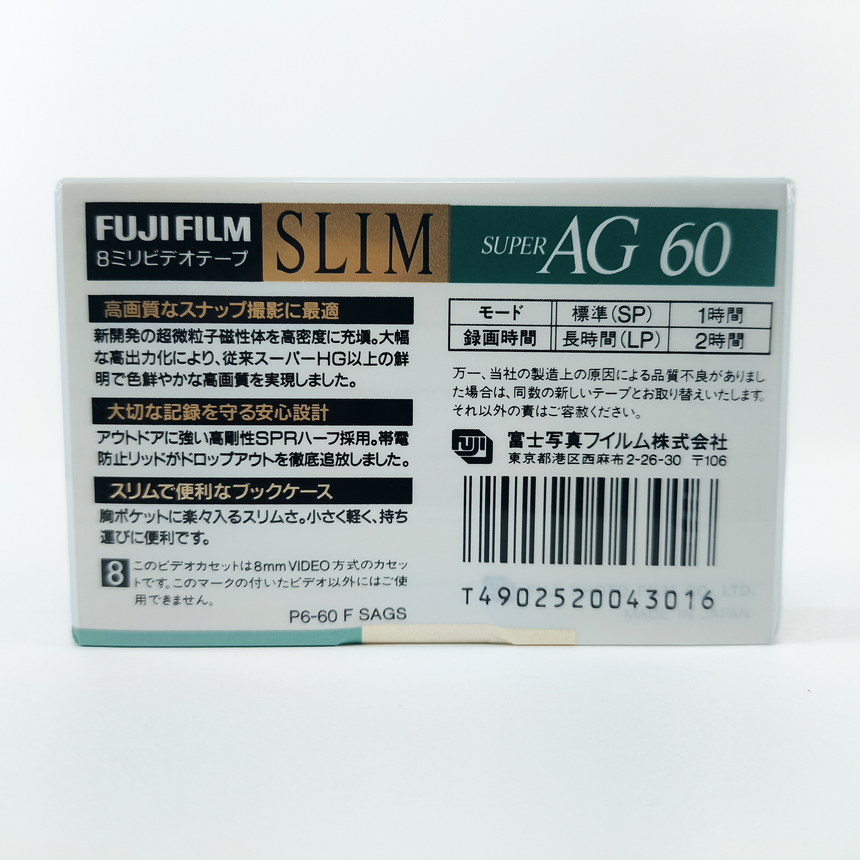 FUJI FILM
8ミリビデオテープ
SLIM
SUPER AG 60
高画質なスナップ撮影に最適
新開発の超微粒子磁性体を高密度に充填。大幅
な高出力化により、従来スーパーHG以上の鮮
明で色鮮やかな高画質を実現しました。
大切な記録を守る安心設計
アウトドアに強い高剛性SPRハーフ採用。帯電
防止リッドがドロップアウトを徹底追放しました。
スリムで便利なブックケース
胸ポケットに楽々入るスリムさ。小さく軽く、持ち
運びに便利です。
8 このビデオカセットは8mm VIDEO方式のカセッ
トです。このマークの付いたビデオ以外にはご使
用できません。
P6-60 F SAGS
モード 標準(SP) 1時間
録画時間 長時間(LP) 2時間
万一、当社の製造上の原因による品質不良がありまし
た場合は、同数の新しいテープとお取り替えいたします。
それ以外の責はご容赦ください。
FUJI 富士写真フイルム株式会社
東京都港区西麻布2-26-30 〒106
T4902520043016
MADE IN JAPAN